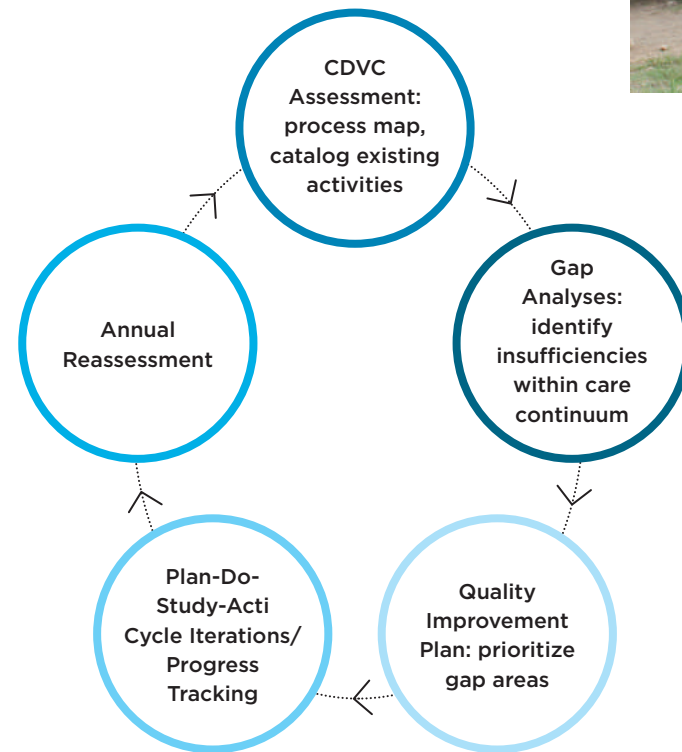 CDVC
Assessment:
process map,
catalog existing
activities
Gap
Analyses:
identify
insufficiencies
within care
continuum
Quality
Improvement
Plan: prioritize
gap areas
Plan-Do-
Study-Acti
Cycle Iterations/
Progress
Tracking
Annual
Reassessment